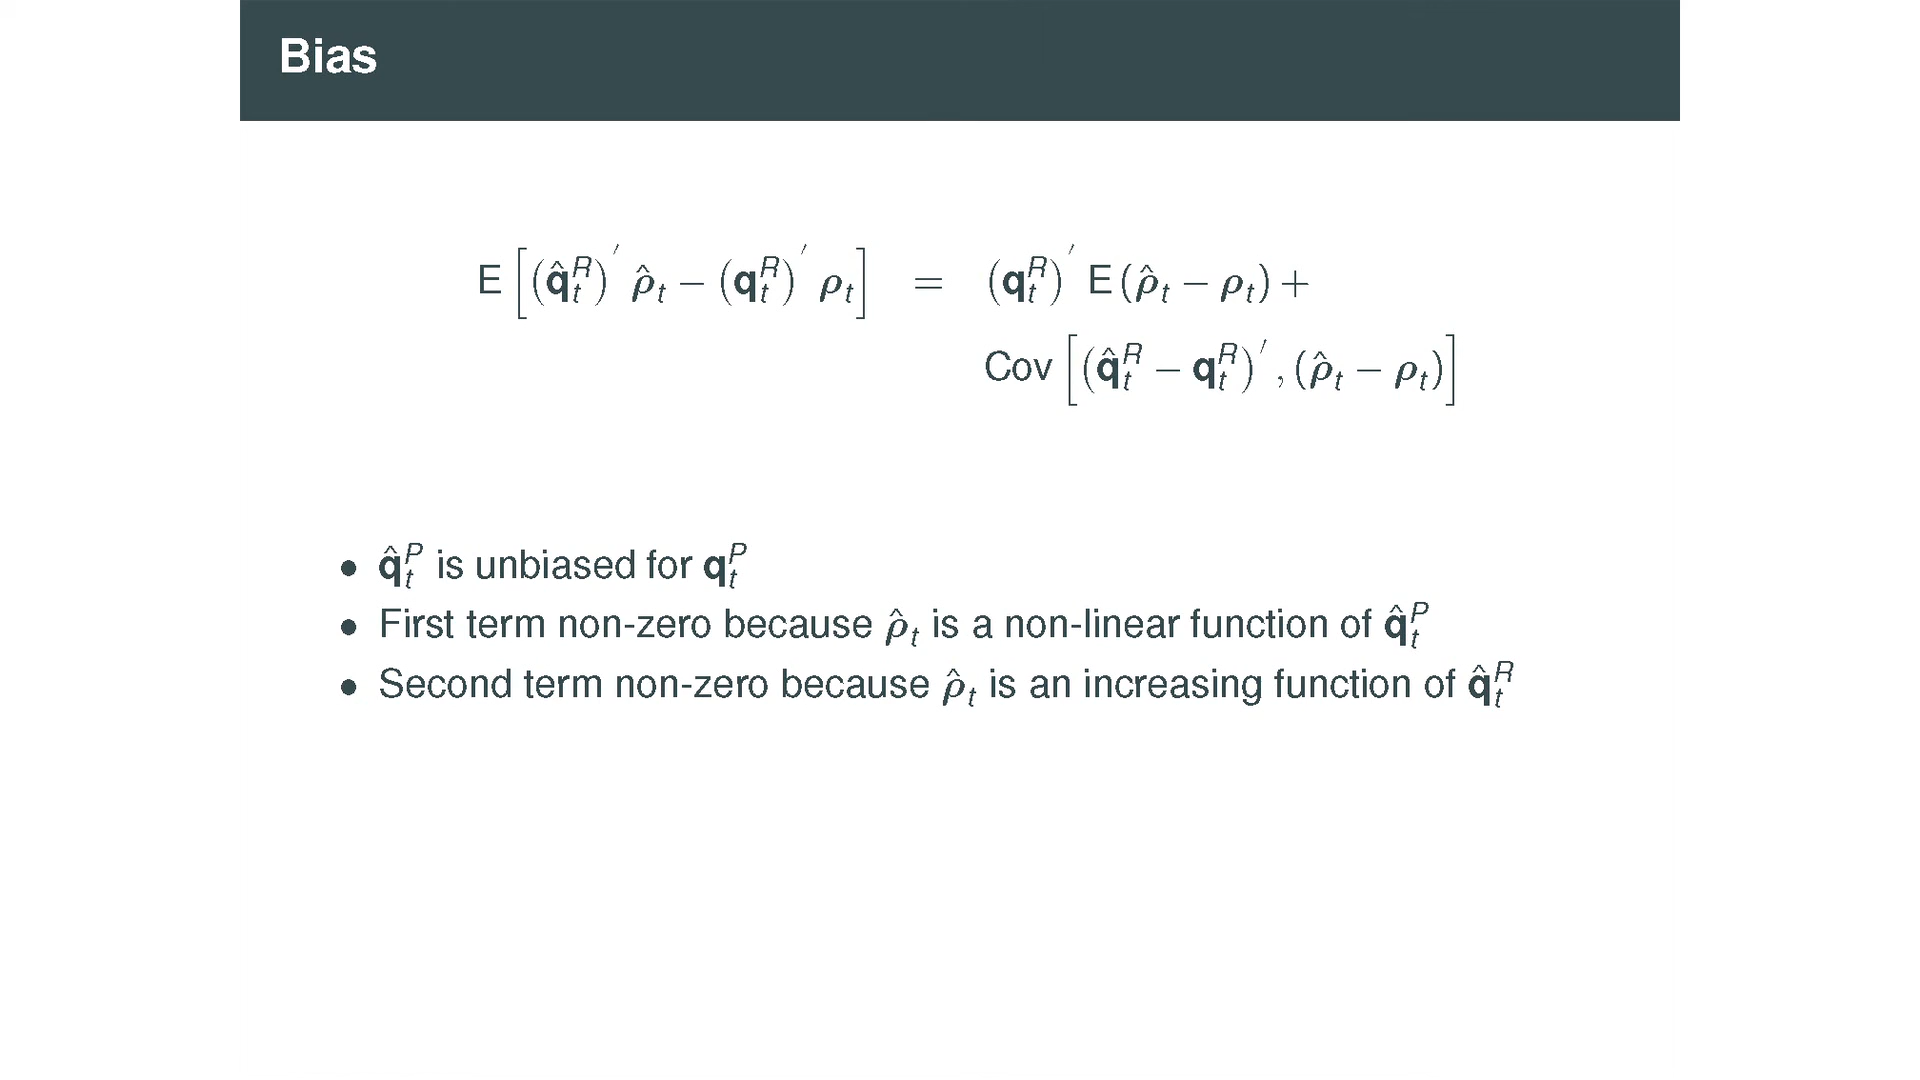 Bias
E [(q̂ₜᴿ)′ ρ̂ₜ − (qₜᴿ)′ ρₜ] = (qₜᴿ)′ E (ρ̂ₜ − ρₜ) +
Cov [(q̂ₜᴿ − qₜᴿ)′, (ρ̂ₜ − ρₜ)]
• q̂ₜᴾ is unbiased for qₜᴾ
• First term non-zero because ρ̂ₜ is a non-linear function of q̂ₜᴾ
• Second term non-zero because ρ̂ₜ is an increasing function of q̂ₜᴿ